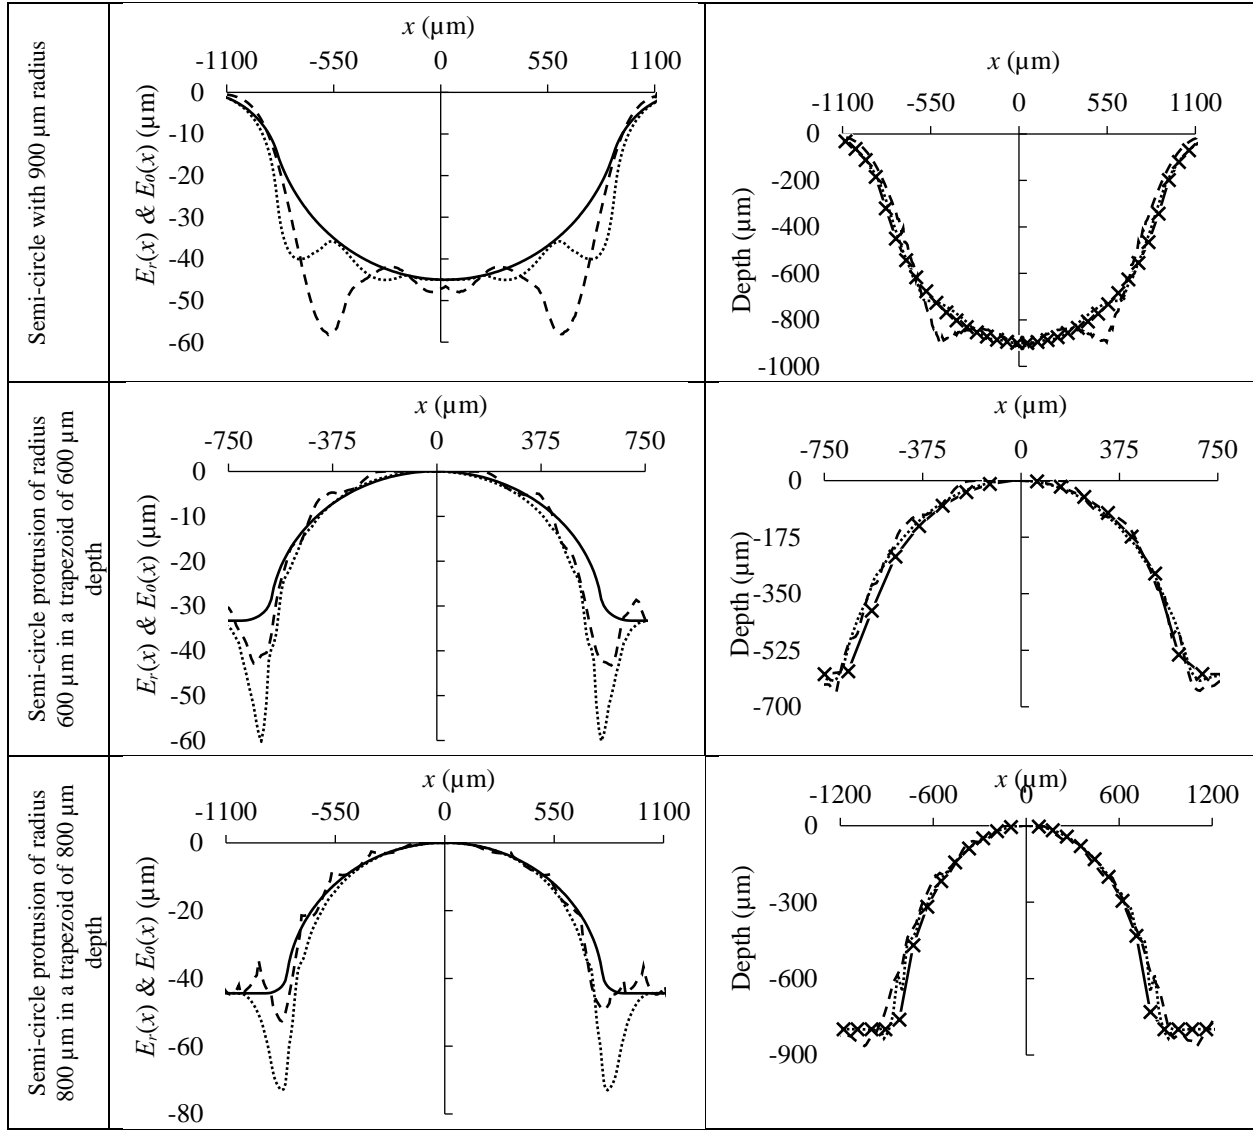 Semi-circle with 900 µm radius
x (µm)
-1100 -550 0 550 1100
Er(x) & E0(x) (µm)
0
-10
-20
-30
-40
-50
-60
x (µm)
-1100 -550 0 550 1100
Depth (µm)
0
-200
-400
-600
-800
-1000
Semi-circle protrusion of radius
600 µm in a trapezoid of 600 µm
depth
x (µm)
-750 -375 0 375 750
Er(x) & E0(x) (µm)
0
-10
-20
-30
-40
-50
-60
x (µm)
-750 -375 0 375 750
Depth (µm)
0
-175
-350
-525
-700
Semi-circle protrusion of radius
800 µm in a trapezoid of 800 µm
depth
x (µm)
-1100 -550 0 550 1100
Er(x) & E0(x) (µm)
0
-20
-40
-60
-80
x (µm)
-1200 -600 0 600 1200
Depth (µm)
0
-300
-600
-900